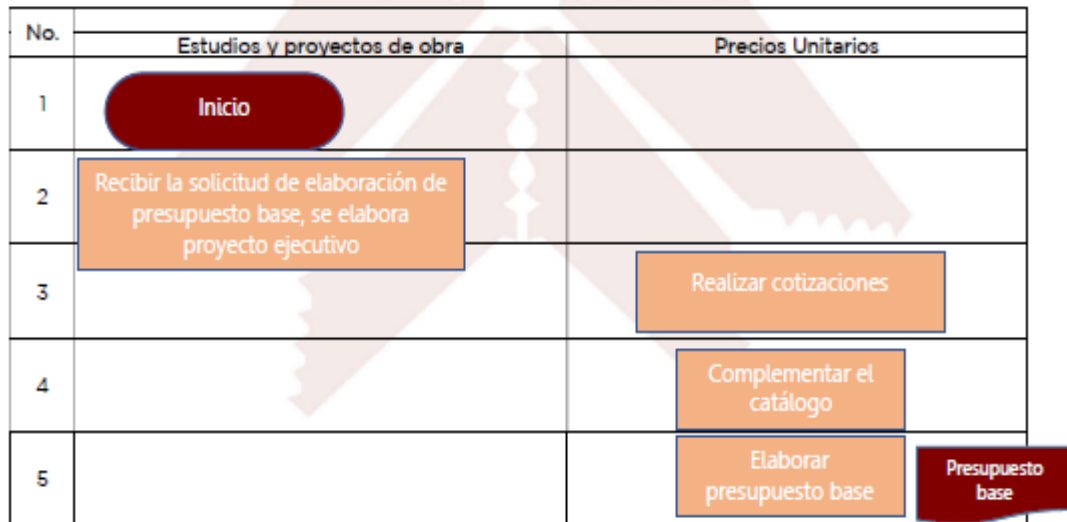 No.
Estudios y proyectos de obra
Precios Unitarios
1
Inicio
2
Recibir la solicitud de elaboración de
presupuesto base, se elabora
proyecto ejecutivo
3
Realizar cotizaciones
4
Complementar el
catálogo
5
Elaborar
presupuesto base
Presupuesto
base